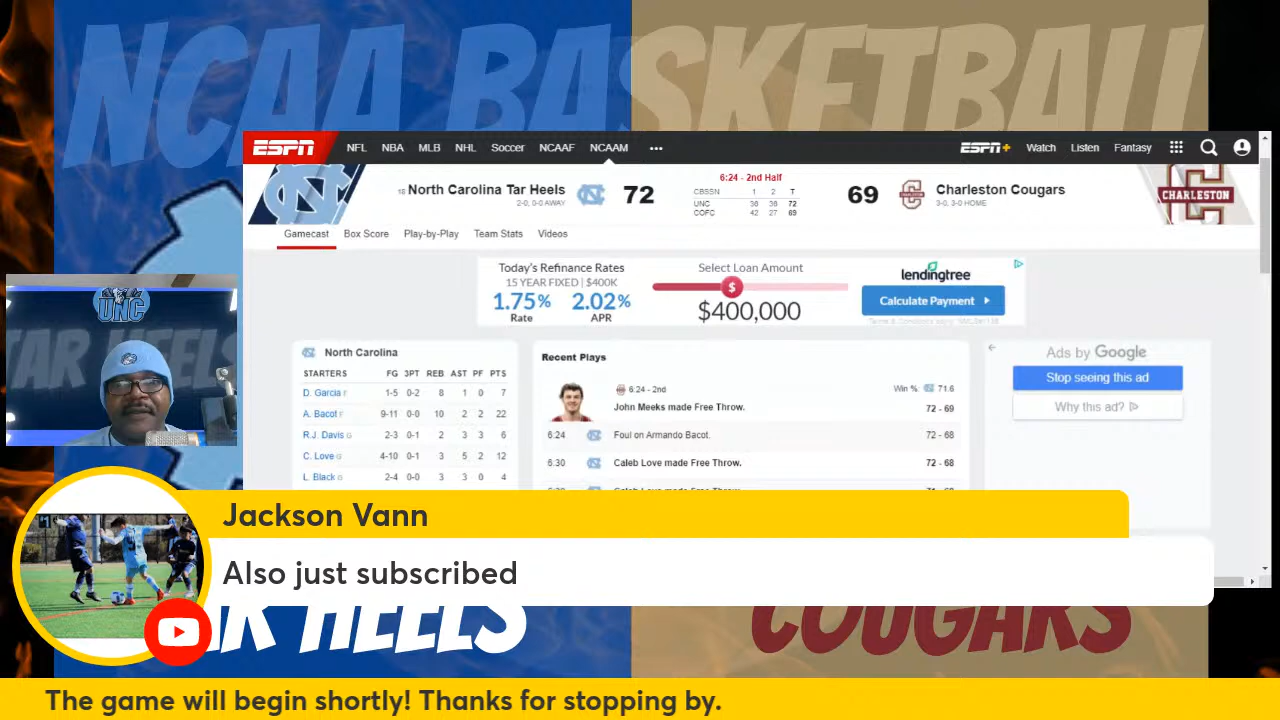 NCAA BASKETBALL
ESPN NFL NBA MLB NHL Soccer NCAAF NCAAM ••• ESPN+ Watch Listen Fantasy
6:24 - 2nd Half
18 North Carolina Tar Heels
2-0, 0-0 AWAY
72
CBSSN 1 2 T
UNC 36 36 72
COFC 42 27 69
69
Charleston Cougars
3-0, 3-0 HOME
C CHARLESTON
Gamecast Box Score Play-by-Play Team Stats Videos
Today's Refinance Rates
15 YEAR FIXED | $400K
1.75% 2.02%
Rate APR
Select Loan Amount
$
$400,000
lendingtree
Calculate Payment
UNC
TAR HEELS
North Carolina
STARTERS FG 3PT REB AST PF PTS
D. Garcia F 1-5 0-2 8 1 0 7
A. Bacot F 9-11 0-0 10 2 2 22
R.J. Davis G 2-3 0-1 2 3 3 6
C. Love G 4-10 0-1 3 5 2 12
L. Black G 2-4 0-0 3 3 0 4
Recent Plays
6:24 - 2nd Win % 71.6
John Meeks made Free Throw. 72 - 69
6:24 Foul on Armando Bacot. 72 - 68
6:30 Caleb Love made Free Throw. 72 - 68
Ads by Google
Stop seeing this ad
Why this ad?
Jackson Vann
Also just subscribed
AR HEELS
COUGARS
The game will begin shortly! Thanks for stopping by.